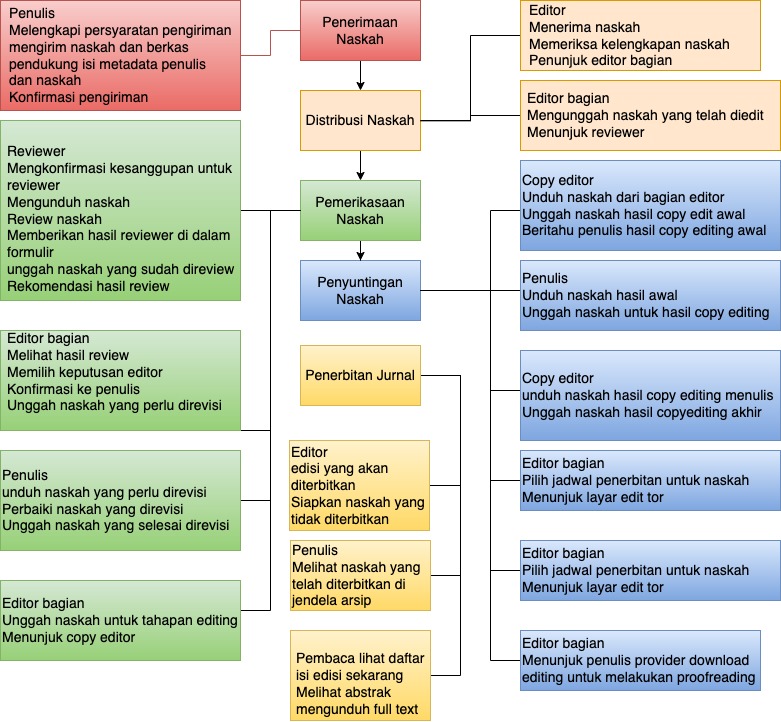 Penulis
Melengkapi persyaratan pengiriman
mengirim naskah dan berkas
pendukung isi metadata penulis
dan naskah
Konfirmasi pengiriman
Penerimaan
Naskah
Editor
Menerima naskah
Memeriksa kelengkapan naskah
Penunjuk editor bagian
Distribusi Naskah
Editor bagian
Mengunggah naskah yang telah diedit
Menunjuk reviewer
Reviewer
Mengkonfirmasi kesanggupan untuk
reviewer
Mengunduh naskah
Review naskah
Memberikan hasil reviewer di dalam
formulir
unggah naskah yang sudah direview
Rekomendasi hasil review
Pemerikasaan
Naskah
Copy editor
Unduh naskah dari bagian editor
Unggah naskah hasil copy edit awal
Beritahu penulis hasil copy editing awal
Penyuntingan
Naskah
Penulis
Unduh naskah hasil awal
Unggah naskah untuk hasil copy editing
Editor bagian
Melihat hasil review
Memilih keputusan editor
Konfirmasi ke penulis
Unggah naskah yang perlu direvisi
Penerbitan Jurnal
Copy editor
unduh naskah hasil copy editing menulis
Unggah naskah hasil copyediting akhir
Penulis
unduh naskah yang perlu direvisi
Perbaiki naskah yang direvisi
Unggah naskah yang selesai direvisi
Editor
edisi yang akan
diterbitkan
Siapkan naskah yang
tidak diterbitkan
Editor bagian
Pilih jadwal penerbitan untuk naskah
Menunjuk layar edit tor
Penulis
Melihat naskah yang
telah diterbitkan di
jendela arsip
Editor bagian
Pilih jadwal penerbitan untuk naskah
Menunjuk layar edit tor
Editor bagian
Unggah naskah untuk tahapan editing
Menunjuk copy editor
Pembaca lihat daftar
isi edisi sekarang
Melihat abstrak
mengunduh full text
Editor bagian
Menunjuk penulis provider download
editing untuk melakukan proofreading